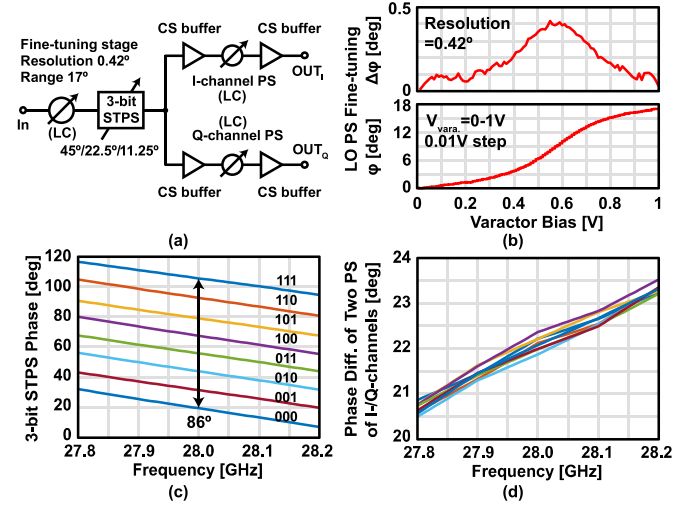 Fine-tuning stage
Resolution 0.42º
Range 17º
In
(LC)
3-bit
STPS
45º/22.5º/11.25º
CS buffer
CS buffer
OUTI
I-channel PS
(LC)
(LC)
Q-channel PS
OUTQ
CS buffer
CS buffer
(a)
LO PS Fine-tuning
Δφ [deg]
0.5
0
Resolution
=0.42º
φ [deg]
18
12
6
0
Vvara.=0-1V
0.01V step
0 0.2 0.4 0.6 0.8 1
Varactor Bias [V]
(b)
3-bit STPS Phase [deg]
120
100
80
60
40
20
0
111
110
101
100
011
010
001
000
86º
27.8 27.9 28.0 28.1 28.2
Frequency [GHz]
(c)
Phase Diff. of Two PS
of I-/Q-channels [deg]
24
23
22
21
20
27.8 27.9 28.0 28.1 28.2
Frequency [GHz]
(d)